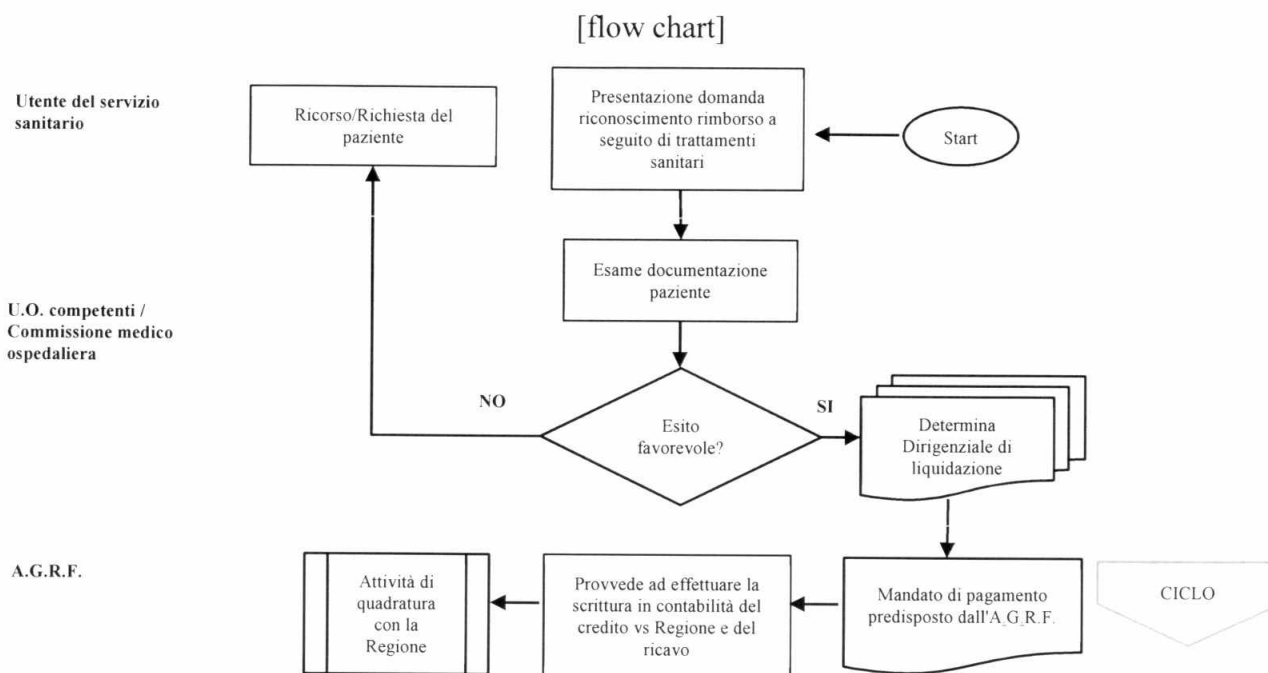 [flow chart]
Utente del servizio
sanitario
Ricorso/Richiesta del
paziente
Presentazione domanda
riconoscimento rimborso a
seguito di trattamenti
sanitari
Start
Esame documentazione
paziente
U.O. competenti /
Commissione medico
ospedaliera
NO
Esito
favorevole?
SI
Determina
Dirigenziale di
liquidazione
A.G.R.F.
Attività di
quadratura
con la
Regione
Provvede ad effettuare la
scrittura in contabilità del
credito vs Regione e del
ricavo
Mandato di pagamento
predisposto dall'A.G.R.F.
CICLO